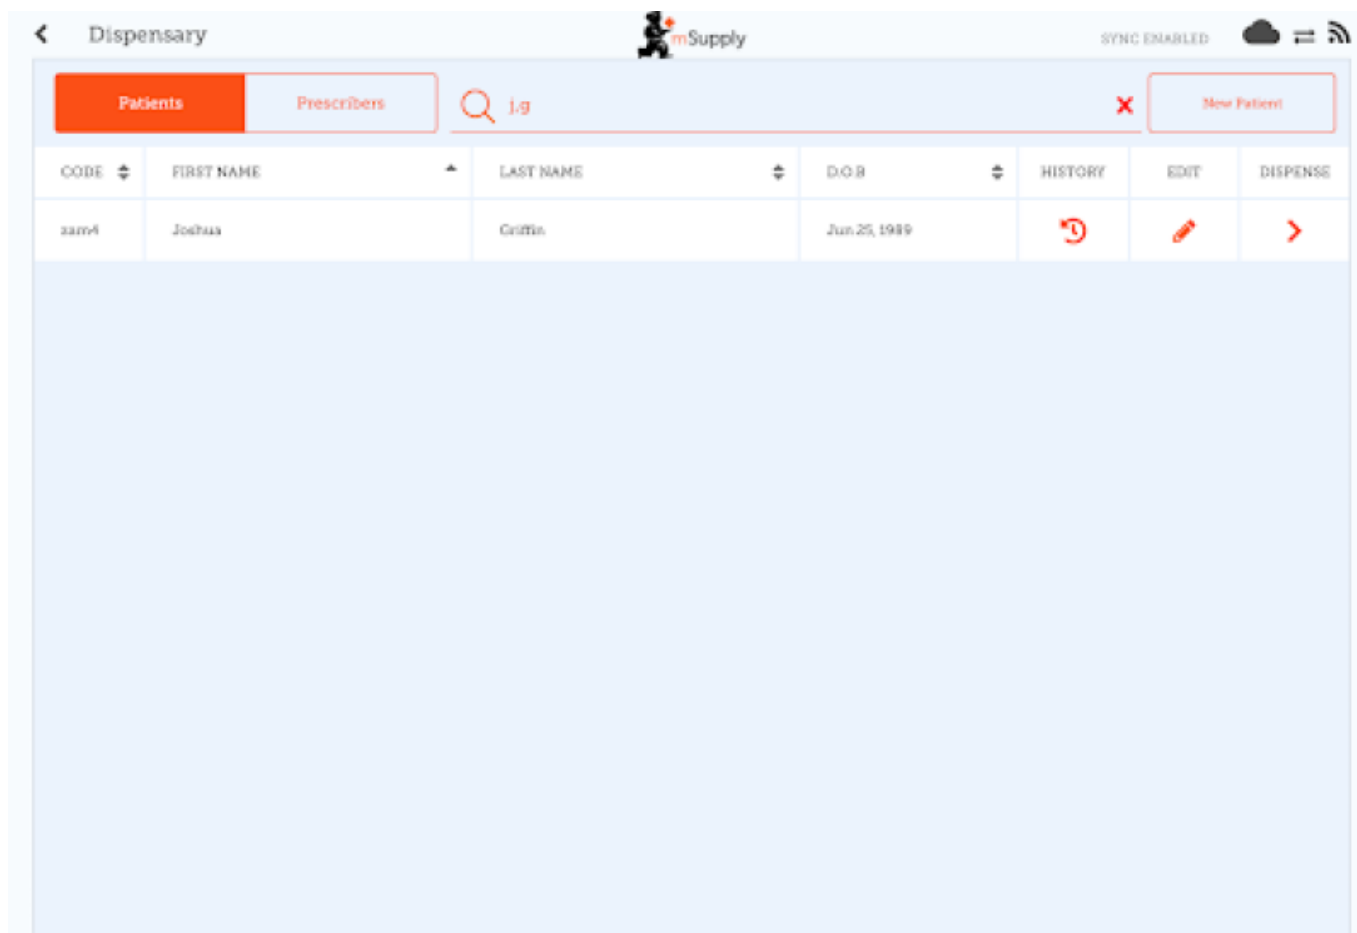 Dispensary
mSupply
SYNC ENABLED
Patients
Prescribers
j,g
New Patient
CODE
FIRST NAME
LAST NAME
D.O.B
HISTORY
EDIT
DISPENSE
zam4
Joshua
Griffin
Jun 25, 1989